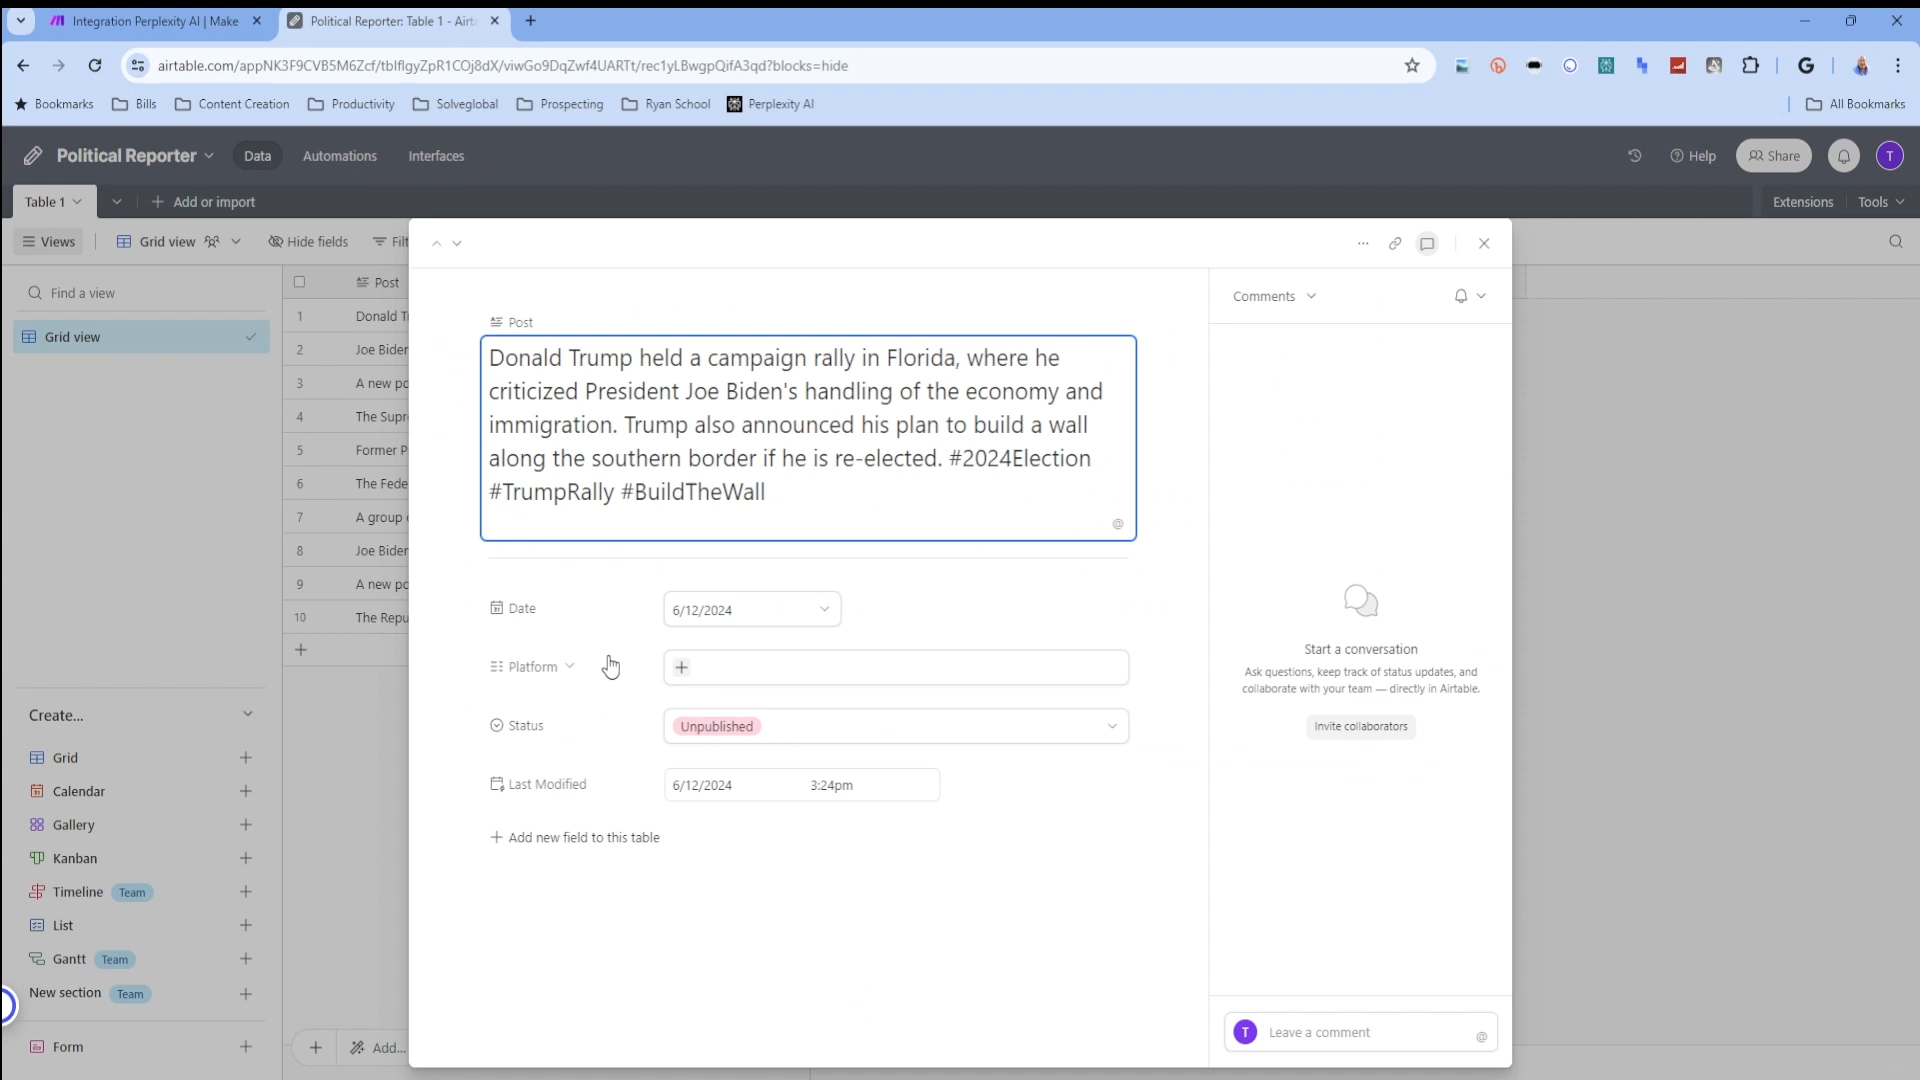 Integration Perplexity AI | Make
Political Reporter: Table 1 - Airt
airtable.com/appNK3F9CVB5M6Zcf/tblflgyZpR1COj8dX/viwGo9DqZwf4UARTt/rec1yLBwgpQifA3qd?blocks=hide
Bookmarks
Bills
Content Creation
Productivity
Solveglobal
Prospecting
Ryan School
Perplexity AI
All Bookmarks
Political Reporter
Data
Automations
Interfaces
Help
Share
T
Table 1
Add or import
Extensions
Tools
Views
Grid view
Hide fields
Filt
Find a view
Grid view
Post
1 Donald T
2 Joe Biden
3 A new po
4 The Supr
5 Former P
6 The Fede
7 A group
8 Joe Biden
9 A new po
10 The Repu
Create...
Grid
Calendar
Gallery
Kanban
Timeline Team
List
Gantt Team
New section Team
Form
Add...
Post
Donald Trump held a campaign rally in Florida, where he
criticized President Joe Biden's handling of the economy and
immigration. Trump also announced his plan to build a wall
along the southern border if he is re-elected. #2024Election
#TrumpRally #BuildTheWall
@
Date
6/12/2024
Platform
Status
Unpublished
Last Modified
6/12/2024 3:24pm
Add new field to this table
Comments
Start a conversation
Ask questions, keep track of status updates, and
collaborate with your team — directly in Airtable.
Invite collaborators
T
Leave a comment
@